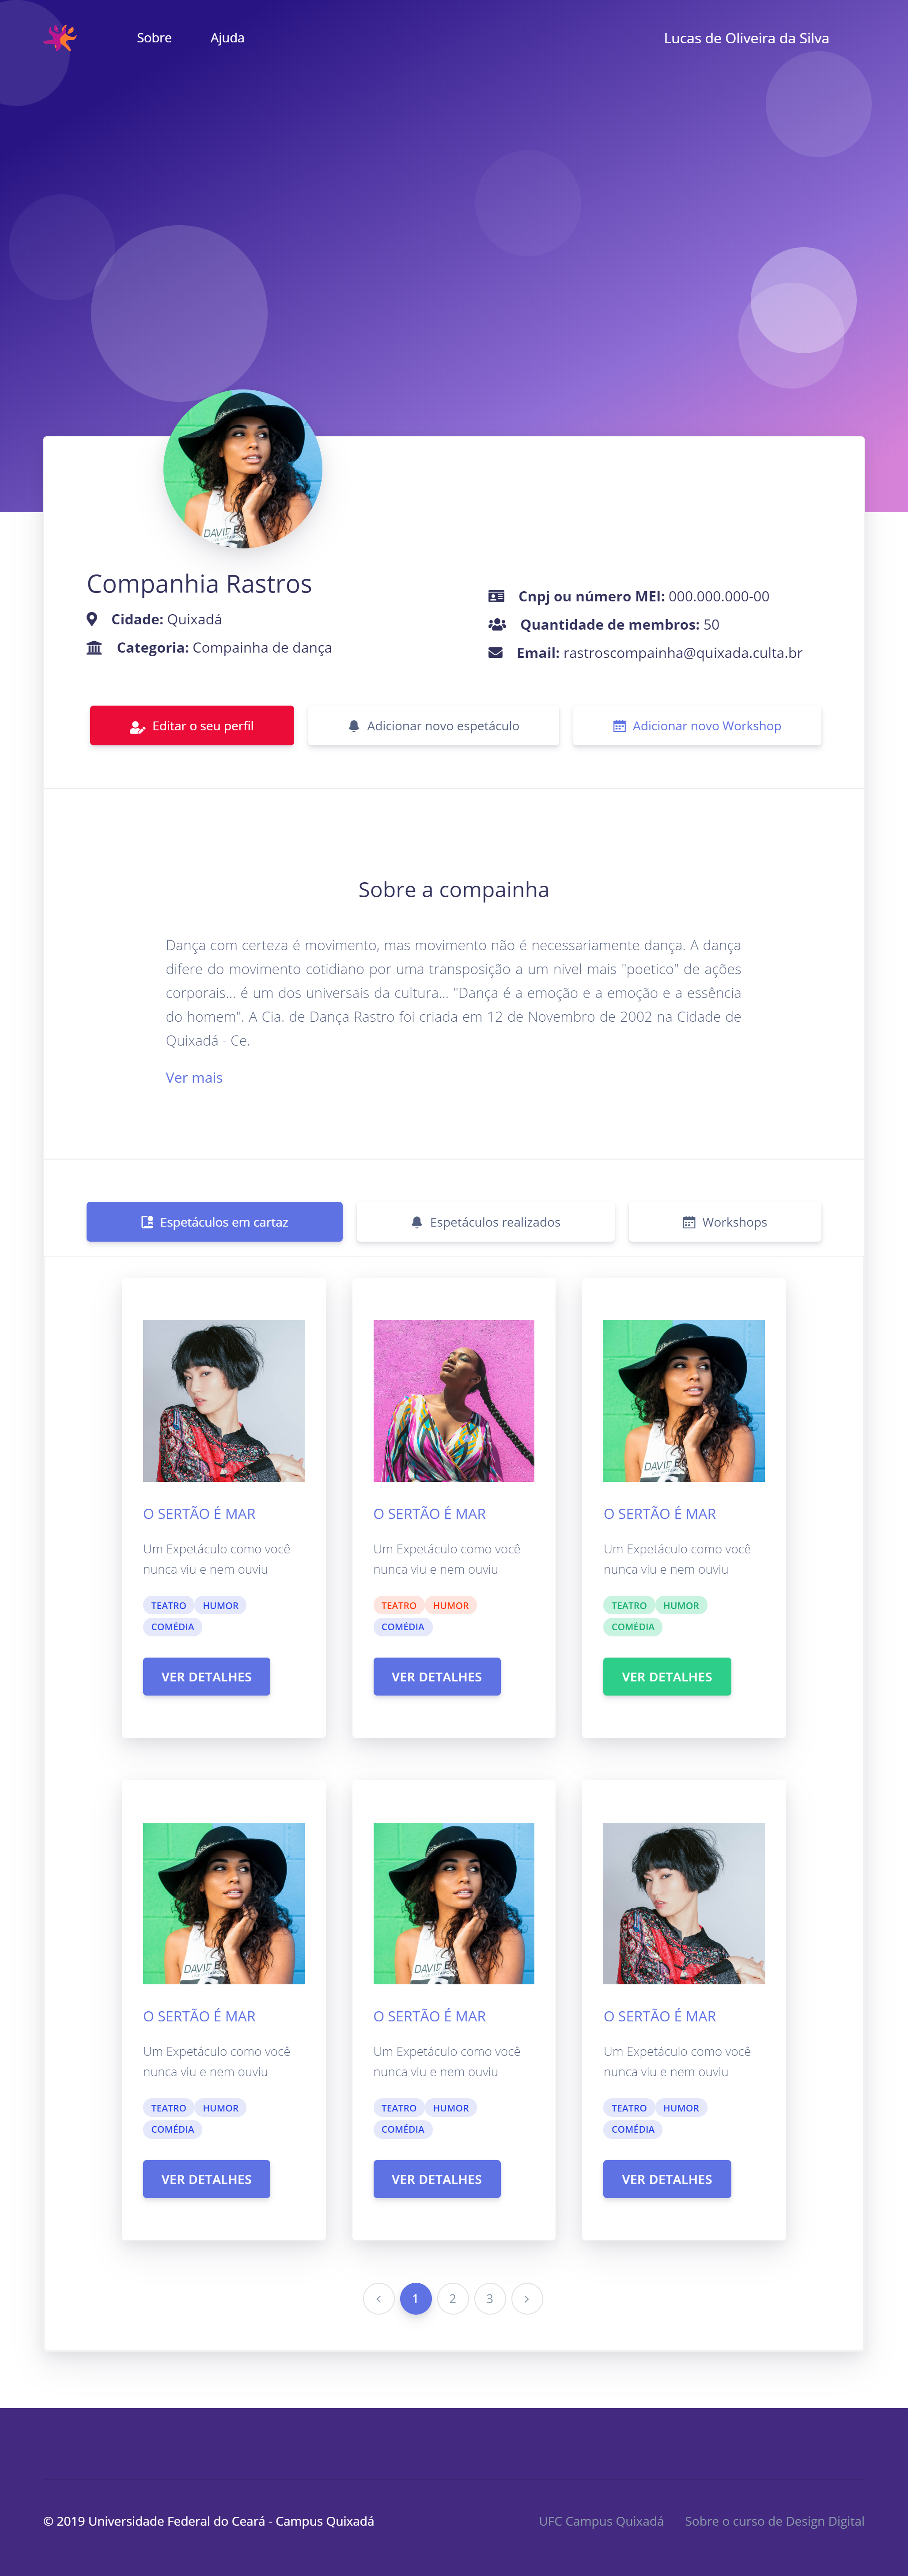 Sobre
Ajuda
Lucas de Oliveira da Silva
DAVID BO
Companhia Rastros
Cidade: Quixadá
Categoria: Compainha de dança
Cnpj ou número MEI: 000.000.000-00
Quantidade de membros: 50
Email: rastroscompainha@quixada.culta.br
Editar o seu perfil
Adicionar novo espetáculo
Adicionar novo Workshop
Sobre a compainha
Dança com certeza é movimento, mas movimento não é necessariamente dança. A dança
difere do movimento cotidiano por uma transposição a um nivel mais "poetico" de ações
corporais... é um dos universais da cultura... "Dança é a emoção e a emoção e a essência
do homem". A Cia. de Dança Rastro foi criada em 12 de Novembro de 2002 na Cidade de
Quixadá - Ce.
Ver mais
Espetáculos em cartaz
Espetáculos realizados
Workshops
DAVID BO
O SERTÃO É MAR
Um Expetáculo como você
nunca viu e nem ouviu
TEATRO HUMOR
COMÉDIA
VER DETALHES
O SERTÃO É MAR
Um Expetáculo como você
nunca viu e nem ouviu
TEATRO HUMOR
COMÉDIA
VER DETALHES
O SERTÃO É MAR
Um Expetáculo como você
nunca viu e nem ouviu
TEATRO HUMOR
COMÉDIA
VER DETALHES
DAVID BO
DAVID BO
O SERTÃO É MAR
Um Expetáculo como você
nunca viu e nem ouviu
TEATRO HUMOR
COMÉDIA
VER DETALHES
O SERTÃO É MAR
Um Expetáculo como você
nunca viu e nem ouviu
TEATRO HUMOR
COMÉDIA
VER DETALHES
O SERTÃO É MAR
Um Expetáculo como você
nunca viu e nem ouviu
TEATRO HUMOR
COMÉDIA
VER DETALHES
‹ 1 2 3 ›
© 2019 Universidade Federal do Ceará - Campus Quixadá
UFC Campus Quixadá
Sobre o curso de Design Digital